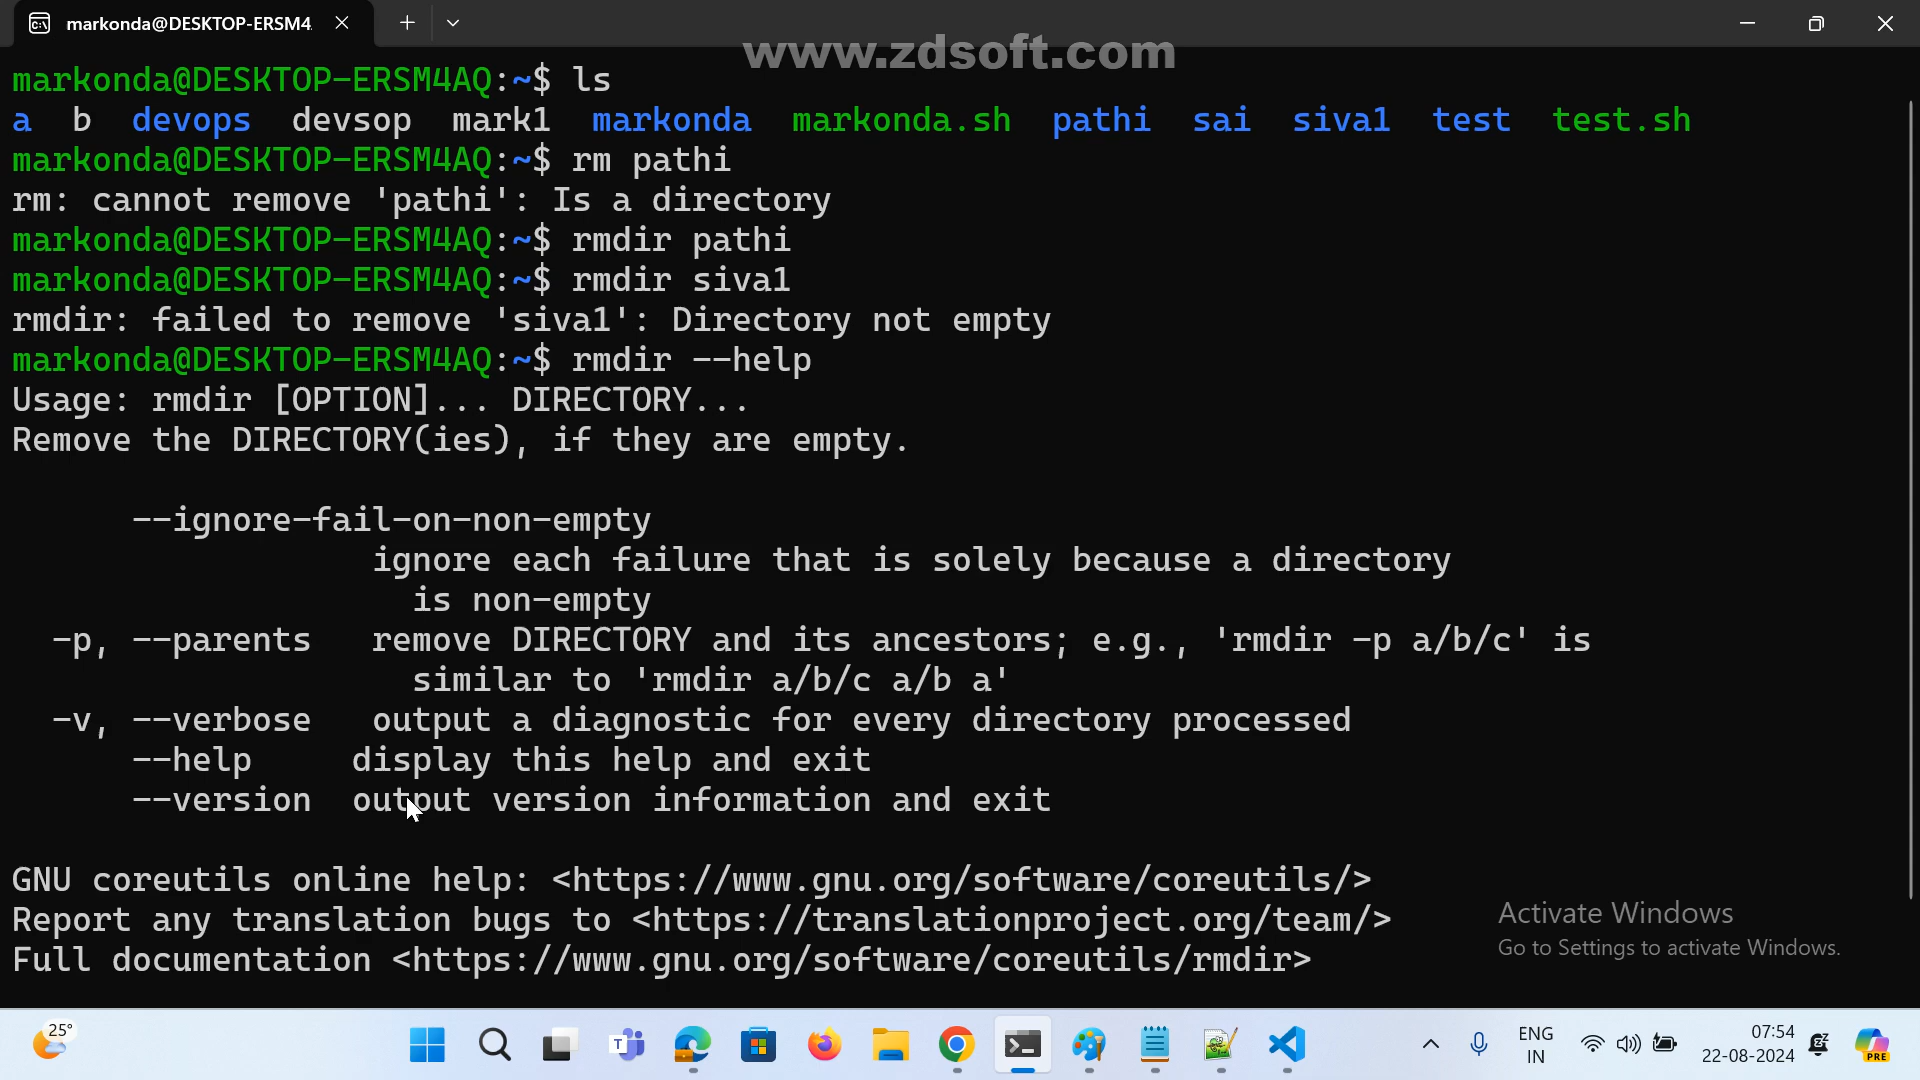 markonda@DESKTOP-ERSM4
www.zdsoft.com
markonda@DESKTOP-ERSM4AQ:~$ ls
a b devops devsop mark1 markonda markonda.sh pathi sai siva1 test test.sh
markonda@DESKTOP-ERSM4AQ:~$ rm pathi
rm: cannot remove 'pathi': Is a directory
markonda@DESKTOP-ERSM4AQ:~$ rmdir pathi
markonda@DESKTOP-ERSM4AQ:~$ rmdir siva1
rmdir: failed to remove 'siva1': Directory not empty
markonda@DESKTOP-ERSM4AQ:~$ rmdir --help
Usage: rmdir [OPTION]... DIRECTORY...
Remove the DIRECTORY(ies), if they are empty.
--ignore-fail-on-non-empty
ignore each failure that is solely because a directory
is non-empty
-p, --parents remove DIRECTORY and its ancestors; e.g., 'rmdir -p a/b/c' is
similar to 'rmdir a/b/c a/b a'
-v, --verbose output a diagnostic for every directory processed
--help display this help and exit
--version output version information and exit
GNU coreutils online help: <https://www.gnu.org/software/coreutils/>
Report any translation bugs to <https://translationproject.org/team/>
Full documentation <https://www.gnu.org/software/coreutils/rmdir>
Activate Windows
Go to Settings to activate Windows.
25°
ENG
IN
07:54
22-08-2024
PRE